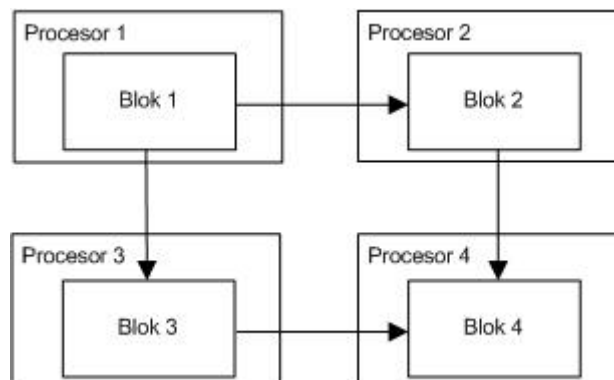 Procesor 1
Blok 1
Procesor 2
Blok 2
Procesor 3
Blok 3
Procesor 4
Blok 4